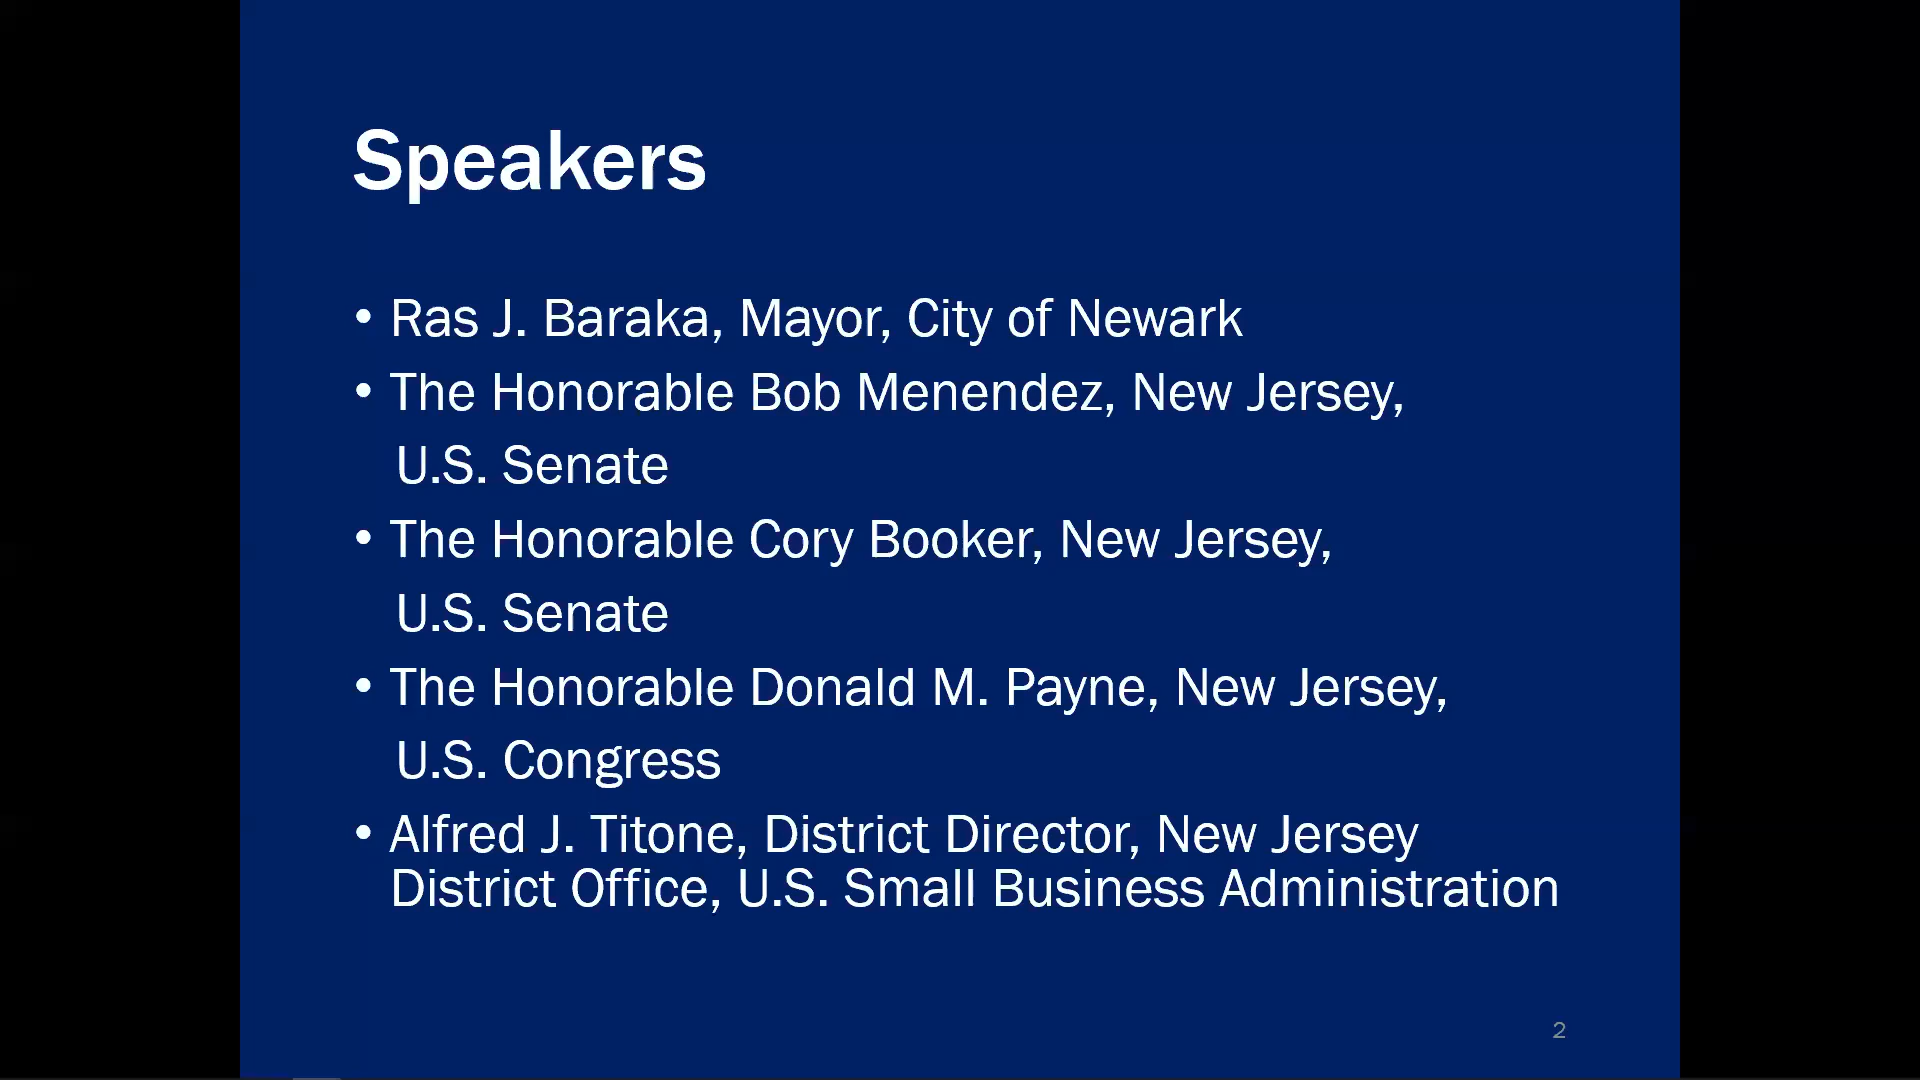 Speakers
• Ras J. Baraka, Mayor, City of Newark
• The Honorable Bob Menendez, New Jersey,
U.S. Senate
• The Honorable Cory Booker, New Jersey,
U.S. Senate
• The Honorable Donald M. Payne, New Jersey,
U.S. Congress
• Alfred J. Titone, District Director, New Jersey
District Office, U.S. Small Business Administration
2